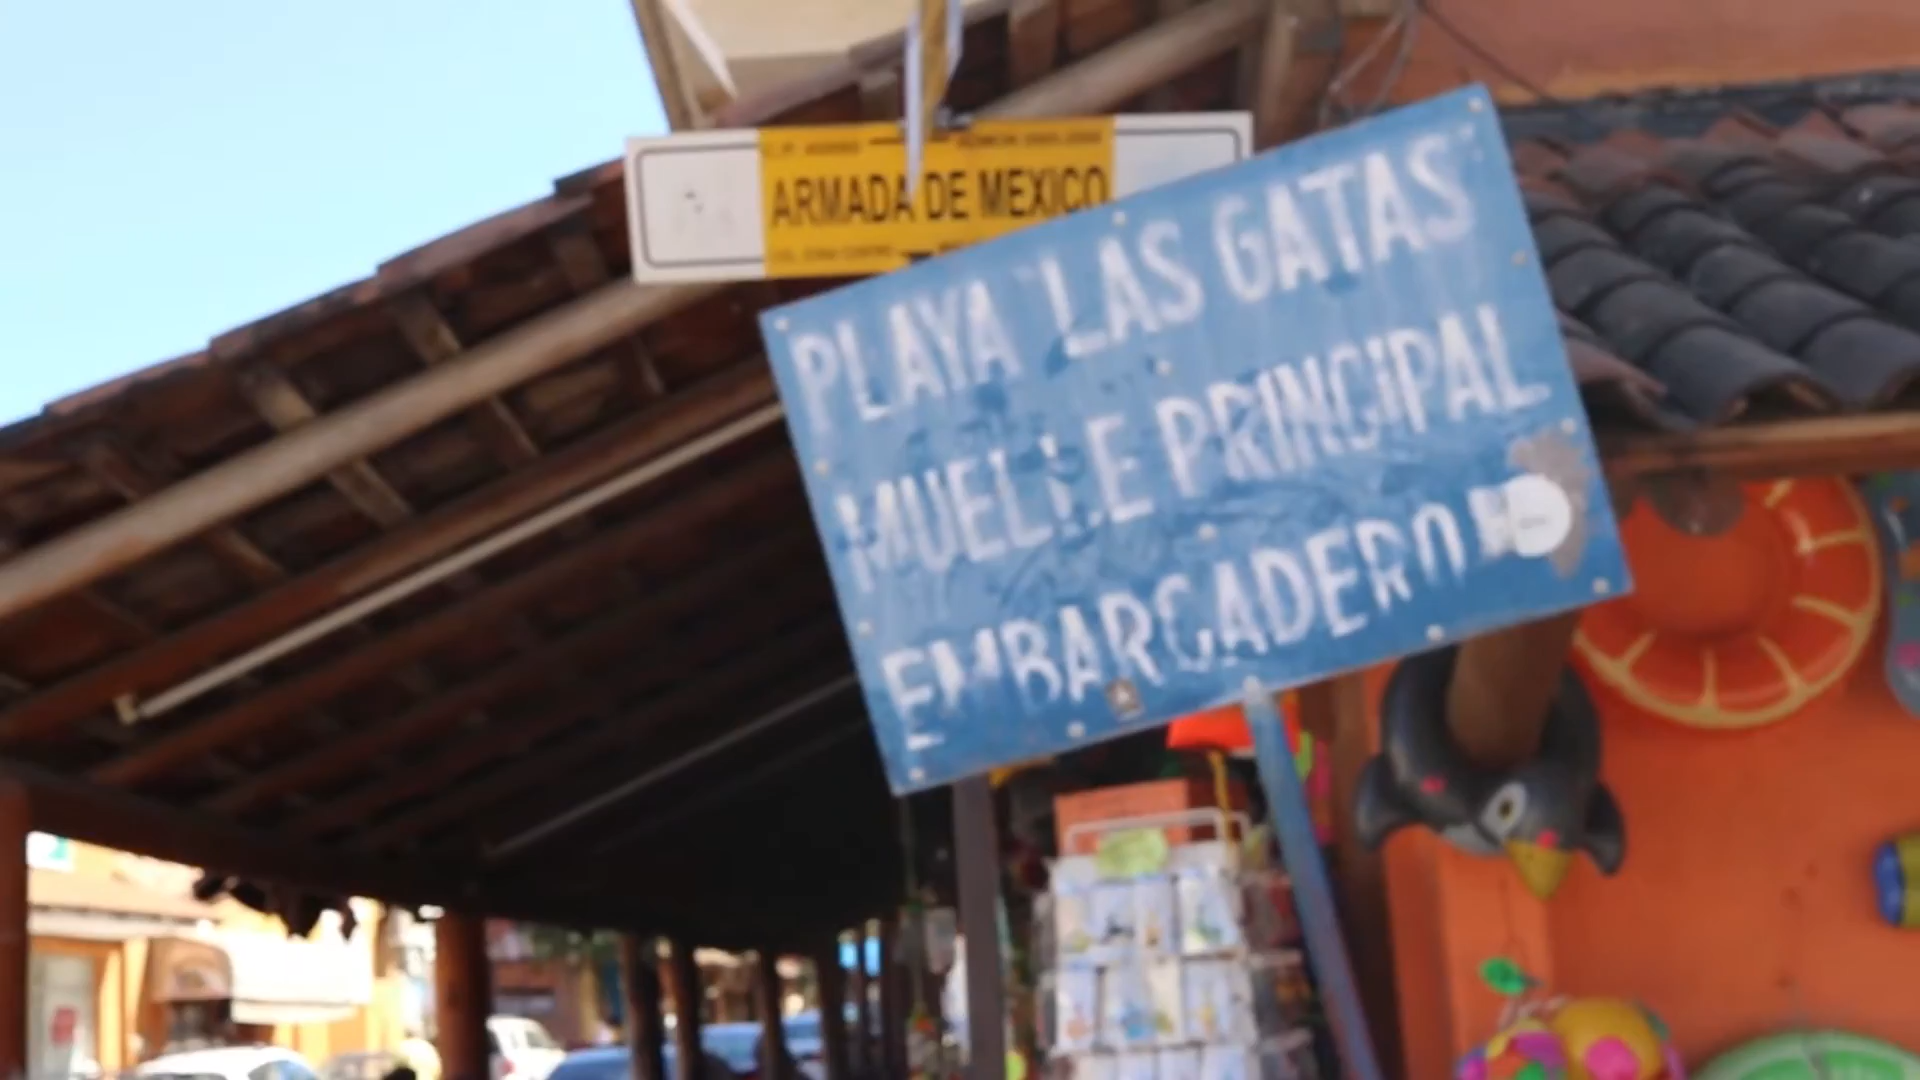 ARMADA DE MEXICO
PLAYA "LAS GATAS"
MUELLE PRINCIPAL
EMBARCADERO